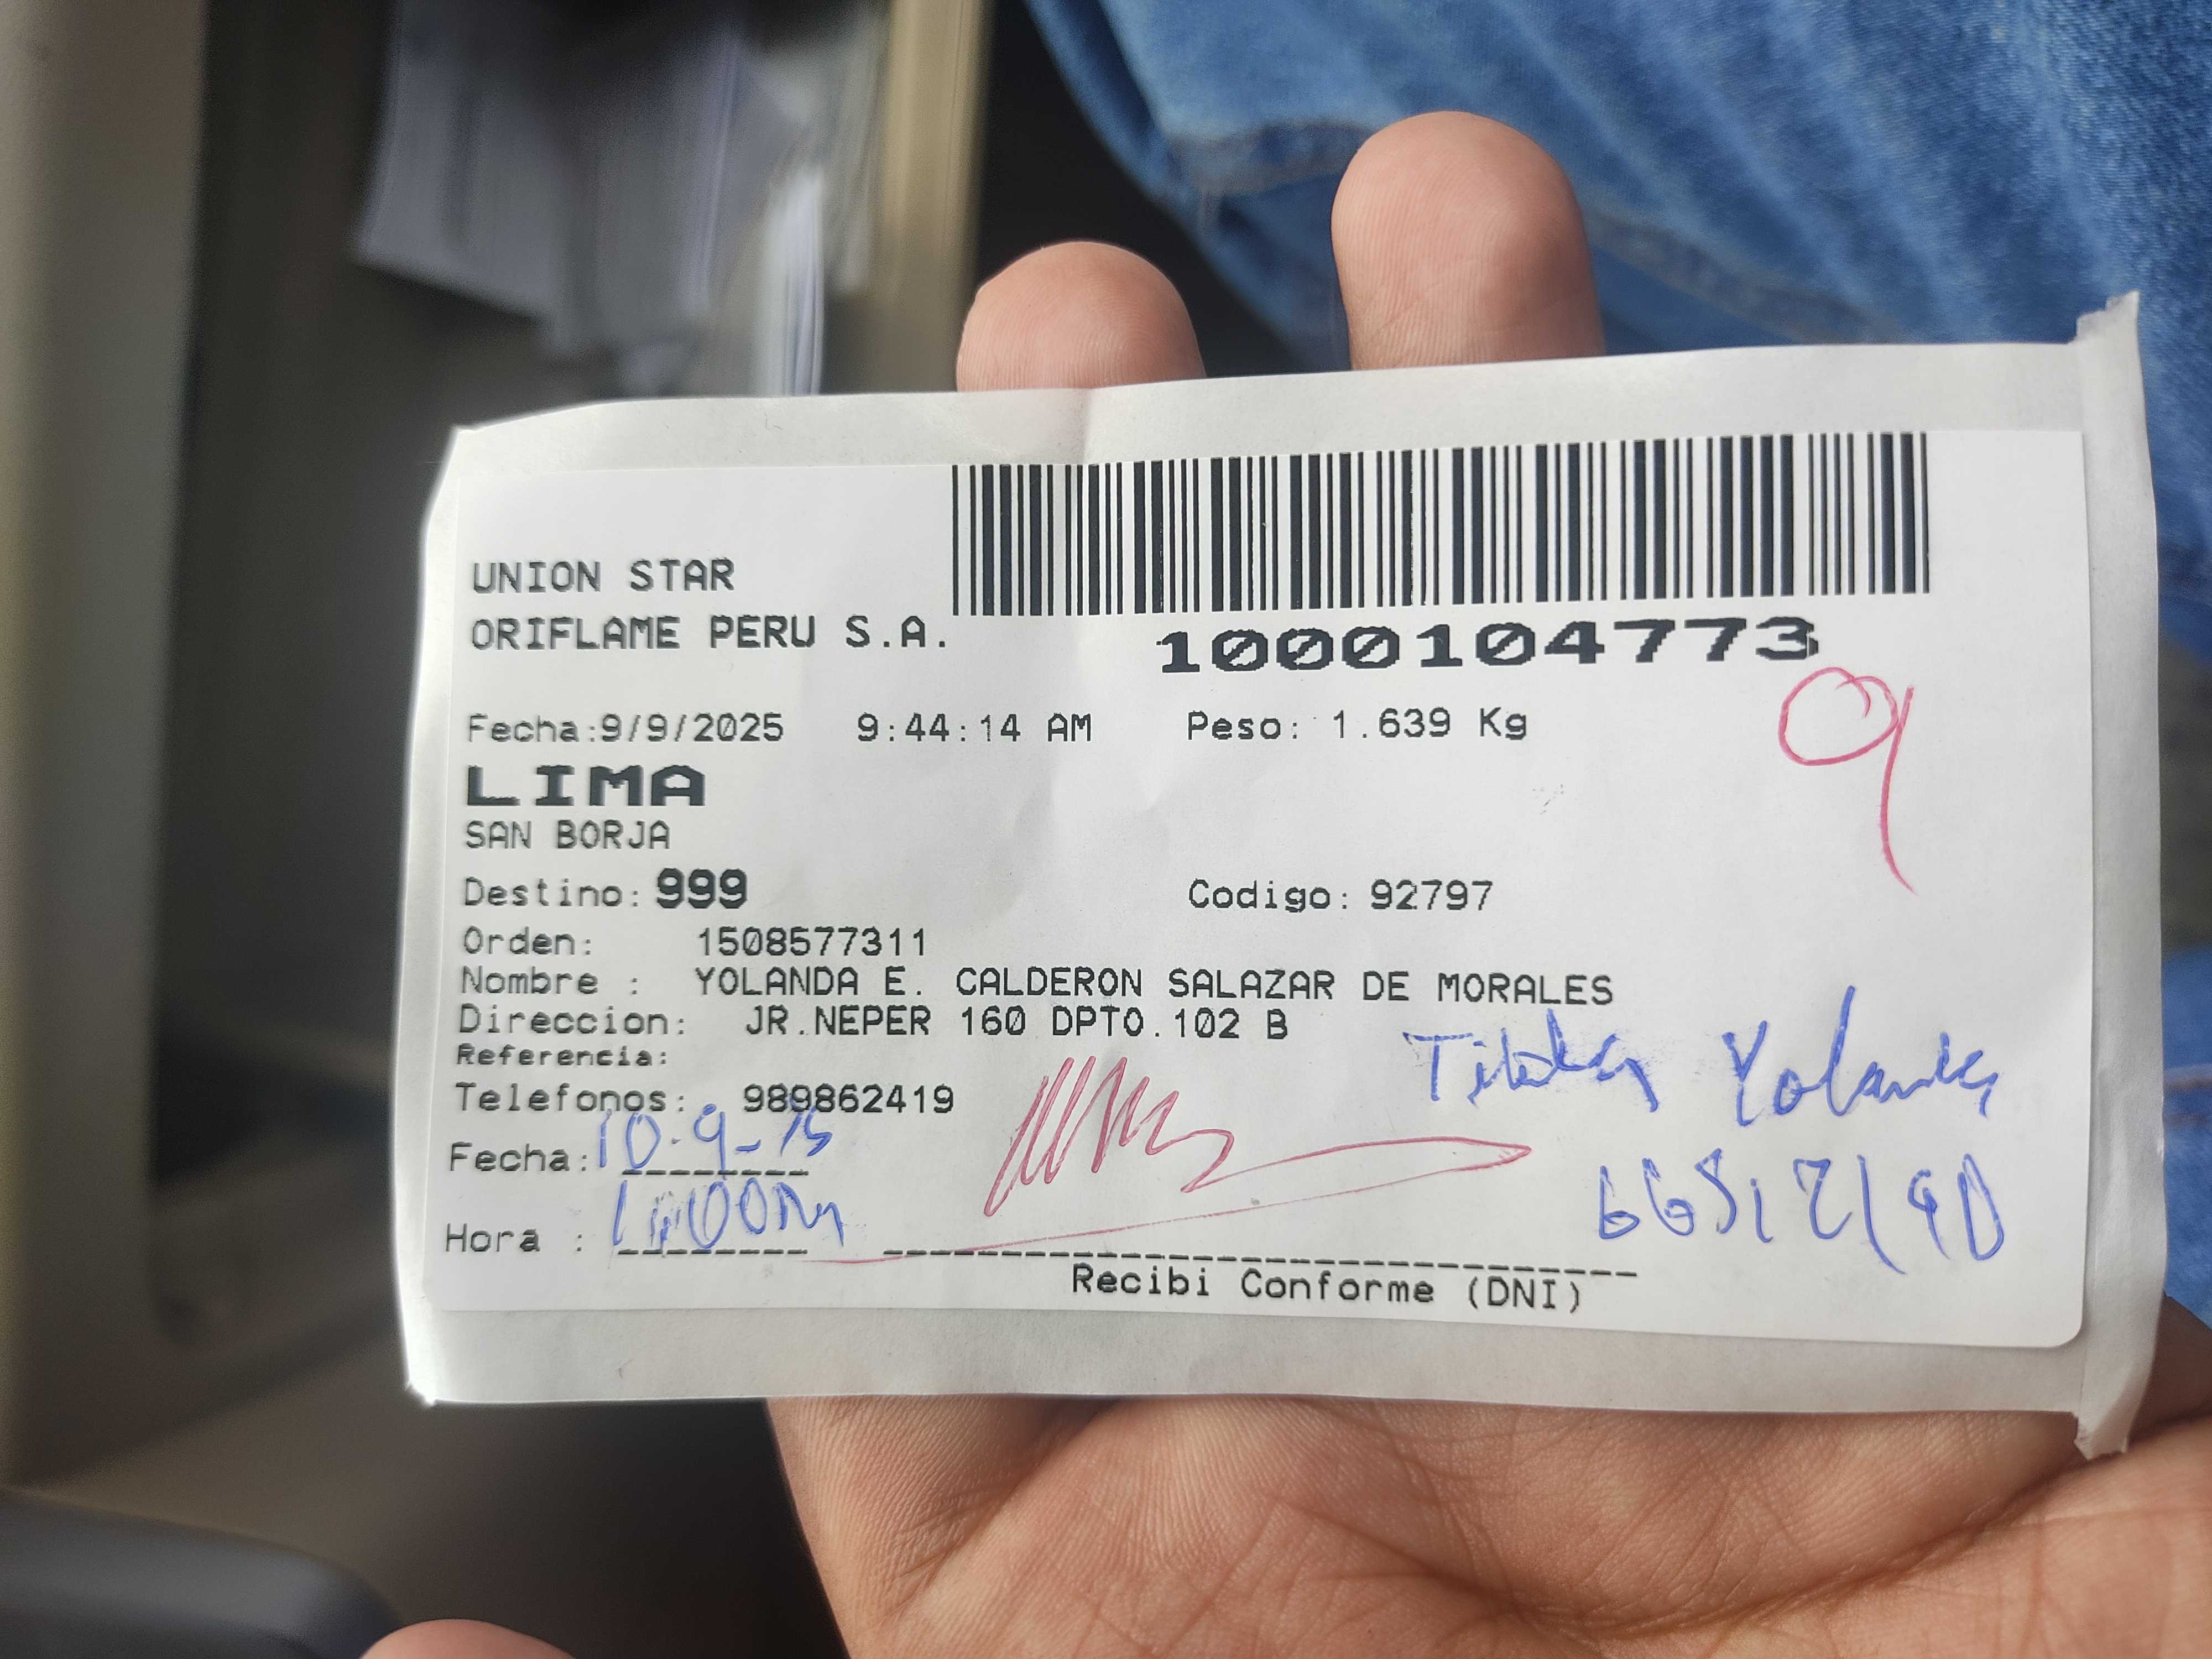 UNION STAR
ORIFLAME PERU S.A.
1000104773
9
Fecha:9/9/2025 9:44:14 AM Peso: 1.639 Kg
LIMA
SAN BORJA
Destino: 999 Codigo: 92797
Orden: 1508577311
Nombre : YOLANDA E. CALDERON SALAZAR DE MORALES
Direccion: JR.NEPER 160 DPTO.102 B
Referencia:
Yolanda
Telefonos: 989862419
Fecha: 10-9-25
Hora :
Recibi Conforme (DNI)